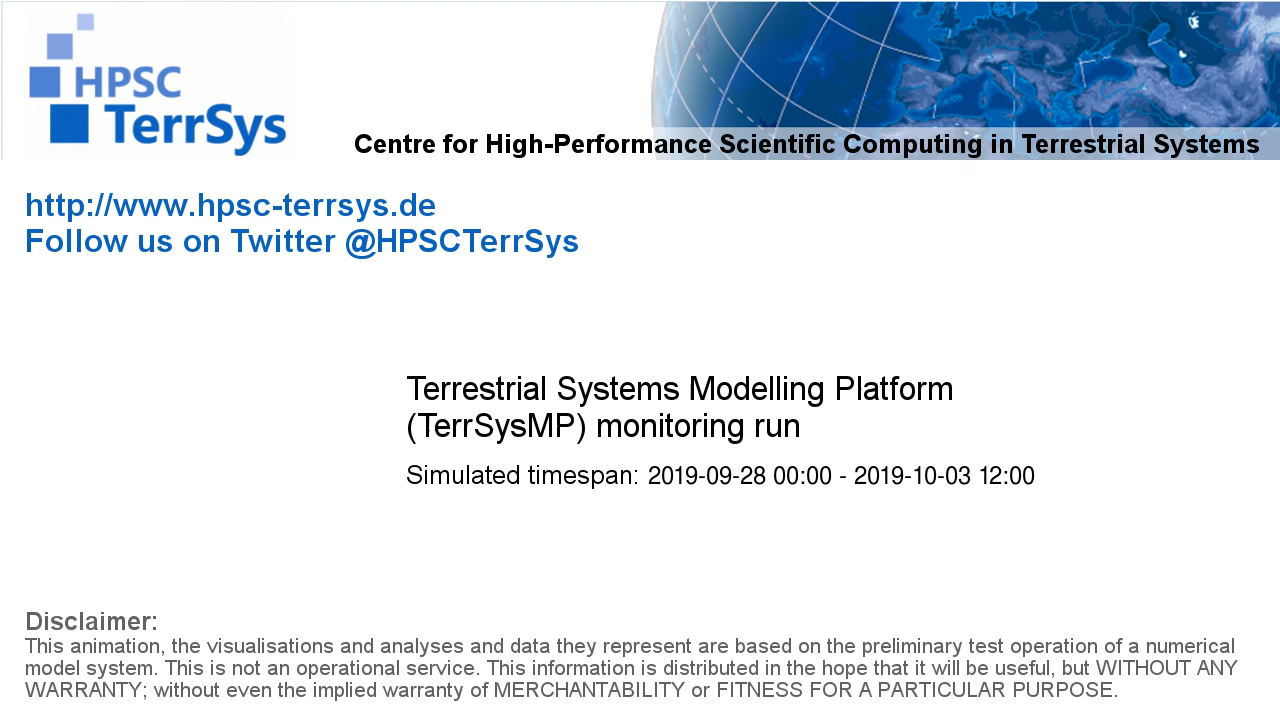 HPSC
TerrSys
Centre for High-Performance Scientific Computing in Terrestrial Systems
http://www.hpsc-terrsys.de
Follow us on Twitter @HPSCTerrSys
Terrestrial Systems Modelling Platform
(TerrSysMP) monitoring run
Simulated timespan: 2019-09-28 00:00 - 2019-10-03 12:00
Disclaimer:
This animation, the visualisations and analyses and data they represent are based on the preliminary test operation of a numerical
model system. This is not an operational service. This information is distributed in the hope that it will be useful, but WITHOUT ANY
WARRANTY; without even the implied warranty of MERCHANTABILITY or FITNESS FOR A PARTICULAR PURPOSE.